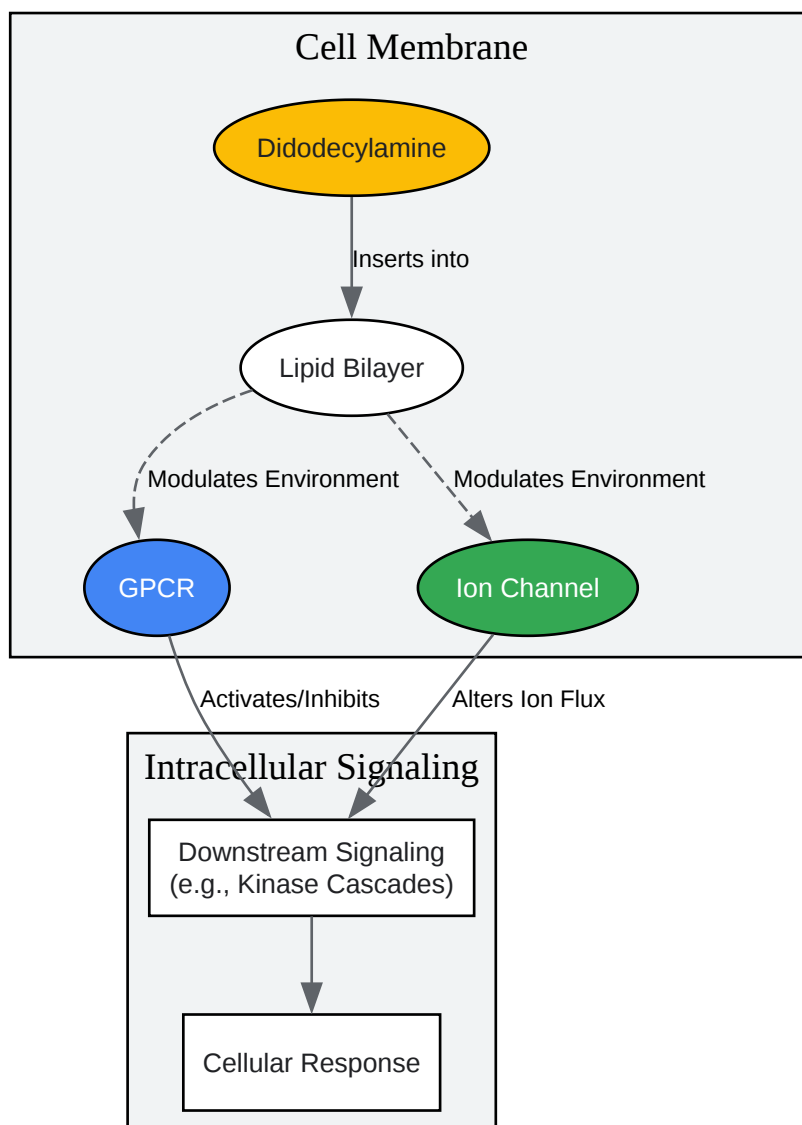 Cell Membrane
Didodecylamine
Inserts into
Lipid Bilayer
Modulates Environment
Modulates Environment
GPCR
Ion Channel
Activates/Inhibits
Alters Ion Flux
Intracellular Signaling
Downstream Signaling
(e.g., Kinase Cascades)
Cellular Response